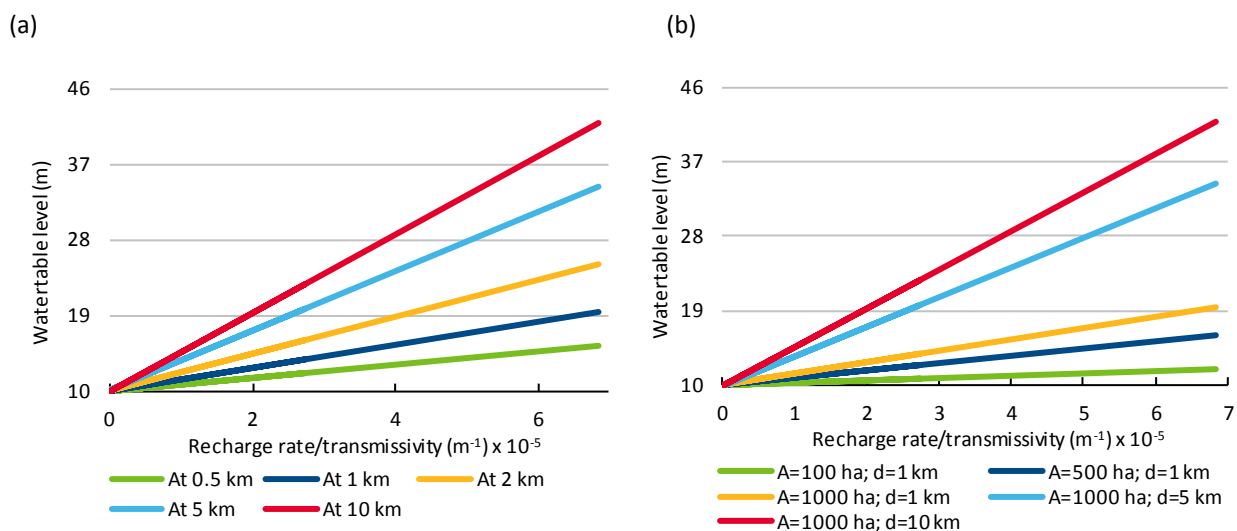 (a)
Watertable level (m)
46
37
28
19
10
0 2 4 6
Recharge rate/transmissivity (m⁻¹) x 10⁻⁵
At 0.5 km At 1 km At 2 km
At 5 km At 10 km
(b)
Watertable level (m)
46
37
28
19
10
0 1 2 3 4 5 6 7
Recharge rate/transmissivity (m⁻¹) x 10⁻⁵
A=100 ha; d=1 km A=500 ha; d=1 km
A=1000 ha; d=1 km A=1000 ha; d=5 km
A=1000 ha; d=10 km